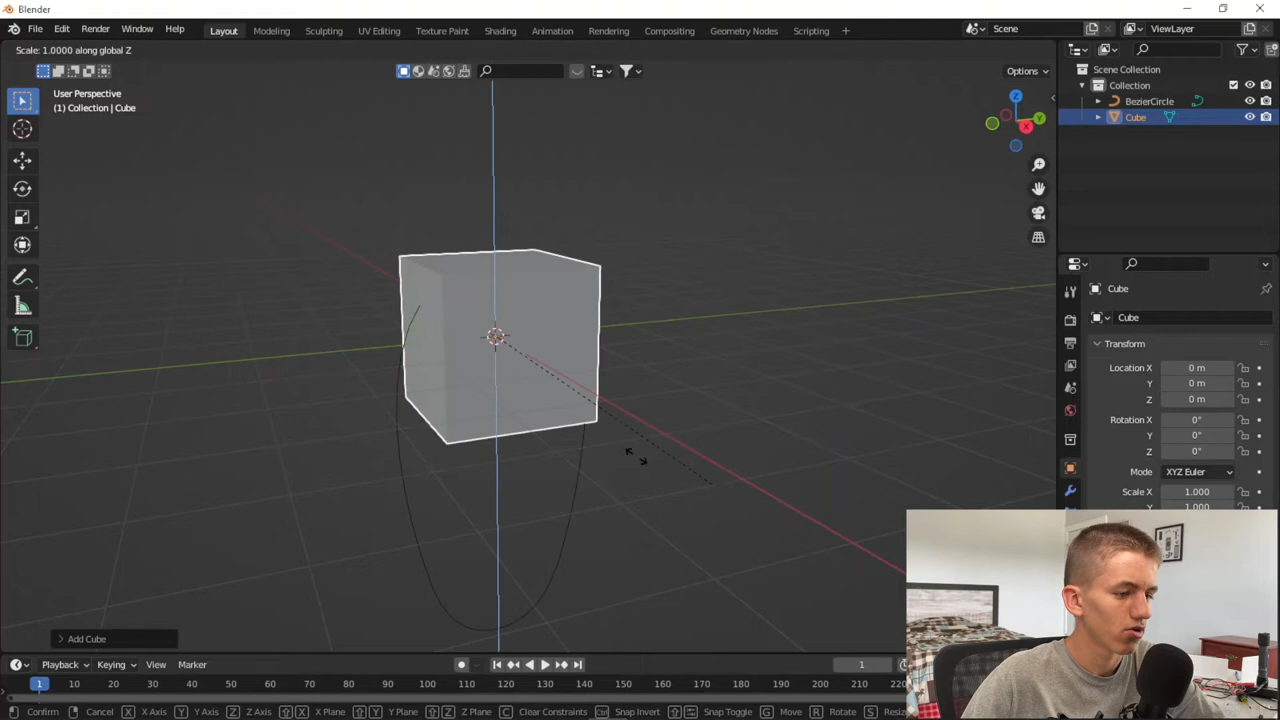 Blender
File Edit Render Window Help
Layout Modeling Sculpting UV Editing Texture Paint Shading Animation Rendering Compositing Geometry Nodes Scripting +
Scene
ViewLayer
Scale: 1.0000 along global Z
Options
User Perspective
(1) Collection | Cube
Z
Y
X
Scene Collection
Collection
BezierCircle
Cube
Cube
Cube
Transform
Location X 0 m
Y 0 m
Z 0 m
Rotation X 0°
Y 0°
Z 0°
Mode XYZ Euler
Scale X 1.000
Y 1.000
Add Cube
Playback Keying View Marker
1
1 10 20 30 40 50 60 70 80 90 100 110 120 130 140 150 160 170 180 190 200 210 220
Confirm Cancel X X Axis Y Y Axis Z Z Axis X X Plane Y Y Plane Z Z Plane C Clear Constraints Snap Invert Snap Toggle G Move R Rotate S Resize